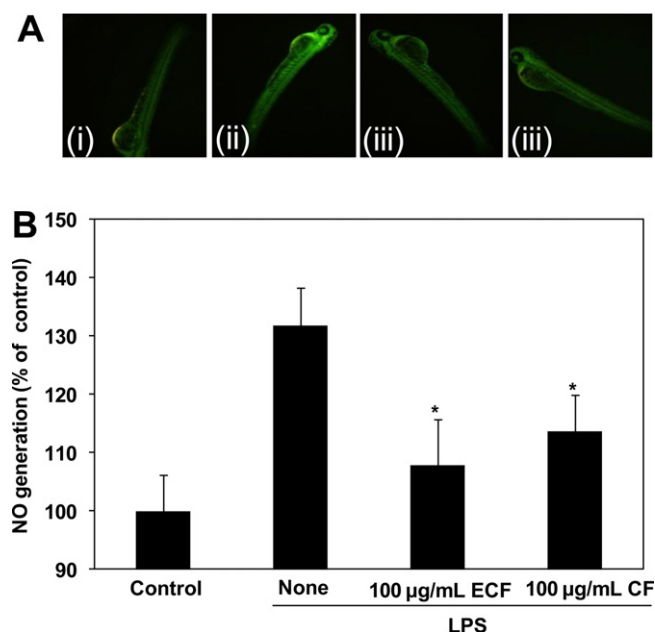 A
(i)
(ii)
(iii)
(iii)
B
NO generation (% of control)
150
140
130
120
110
100
90
*
*
Control
None
100 µg/mL ECF
100 µg/mL CF
LPS